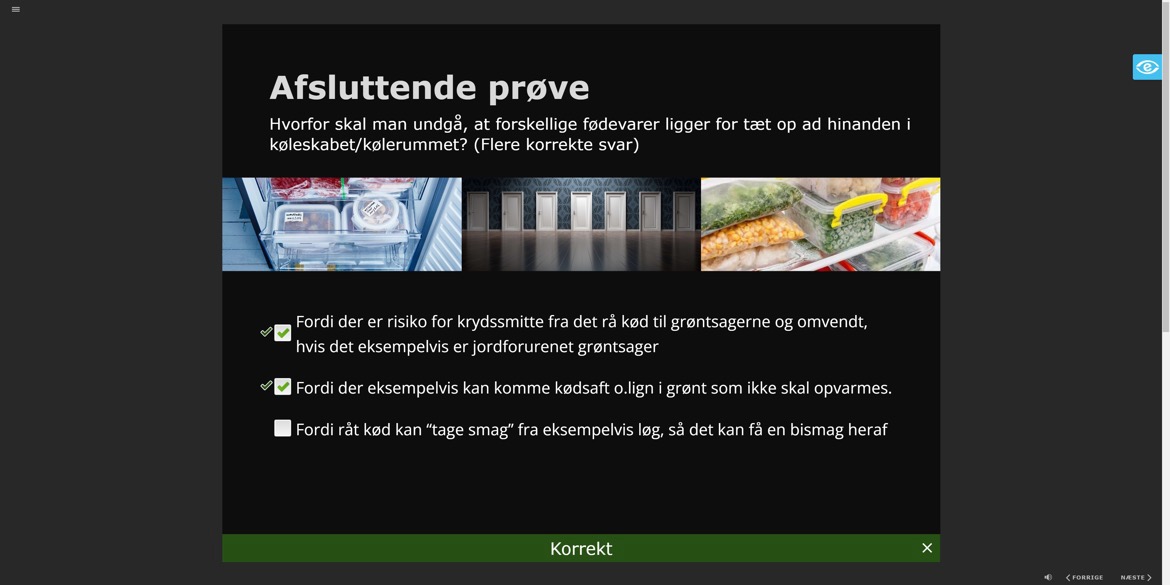 Afsluttende prøve
Hvorfor skal man undgå, at forskellige fødevarer ligger for tæt op ad hinanden i
køleskabet/kølerummet? (Flere korrekte svar)
Fordi der er risiko for krydssmitte fra det rå kød til grøntsagerne og omvendt,
hvis det eksempelvis er jordforurenet grøntsager
Fordi der eksempelvis kan komme kødsaft o.lign i grønt som ikke skal opvarmes.
Fordi råt kød kan “tage smag” fra eksempelvis løg, så det kan få en bismag heraf
Korrekt
FORRIGE
NÆSTE